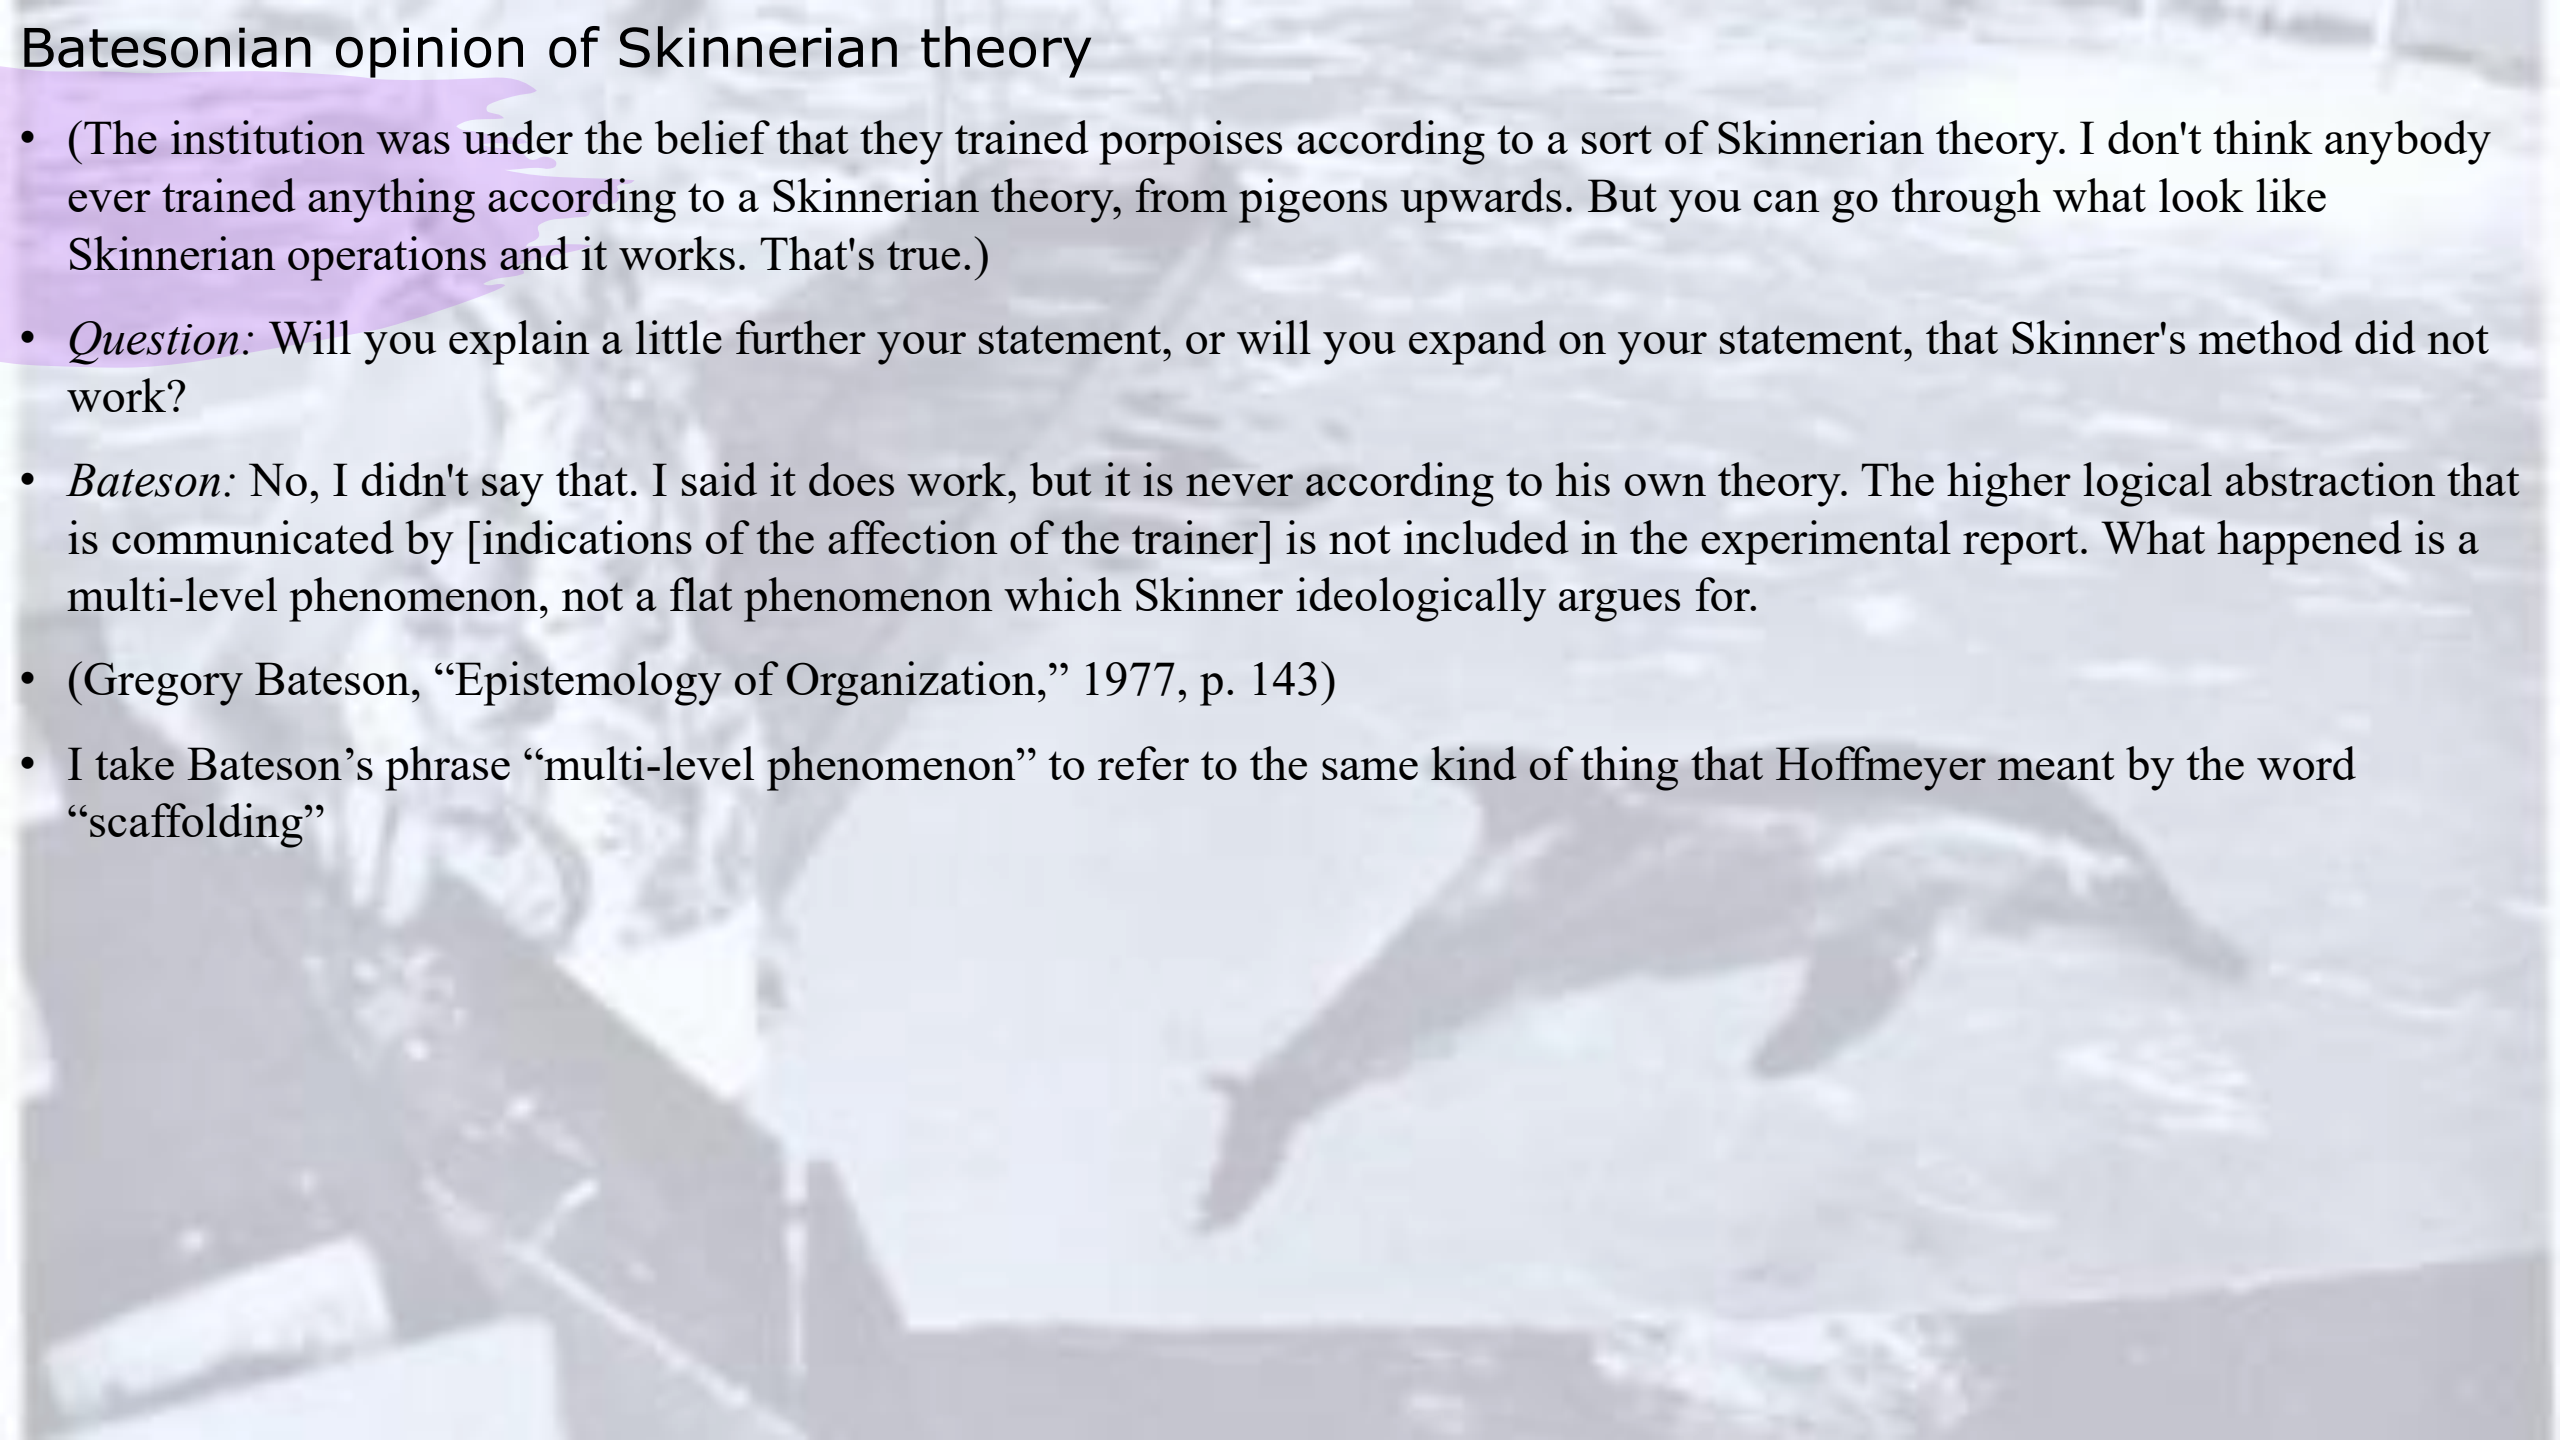 Batesonian opinion of Skinnerian theory
• (The institution was under the belief that they trained porpoises according to a sort of Skinnerian theory. I don't think anybody
ever trained anything according to a Skinnerian theory, from pigeons upwards. But you can go through what look like
Skinnerian operations and it works. That's true.)
• Question: Will you explain a little further your statement, or will you expand on your statement, that Skinner's method did not
work?
• Bateson: No, I didn't say that. I said it does work, but it is never according to his own theory. The higher logical abstraction that
is communicated by [indications of the affection of the trainer] is not included in the experimental report. What happened is a
multi-level phenomenon, not a flat phenomenon which Skinner ideologically argues for.
• (Gregory Bateson, “Epistemology of Organization,” 1977, p. 143)
• I take Bateson’s phrase “multi-level phenomenon” to refer to the same kind of thing that Hoffmeyer meant by the word
“scaffolding”